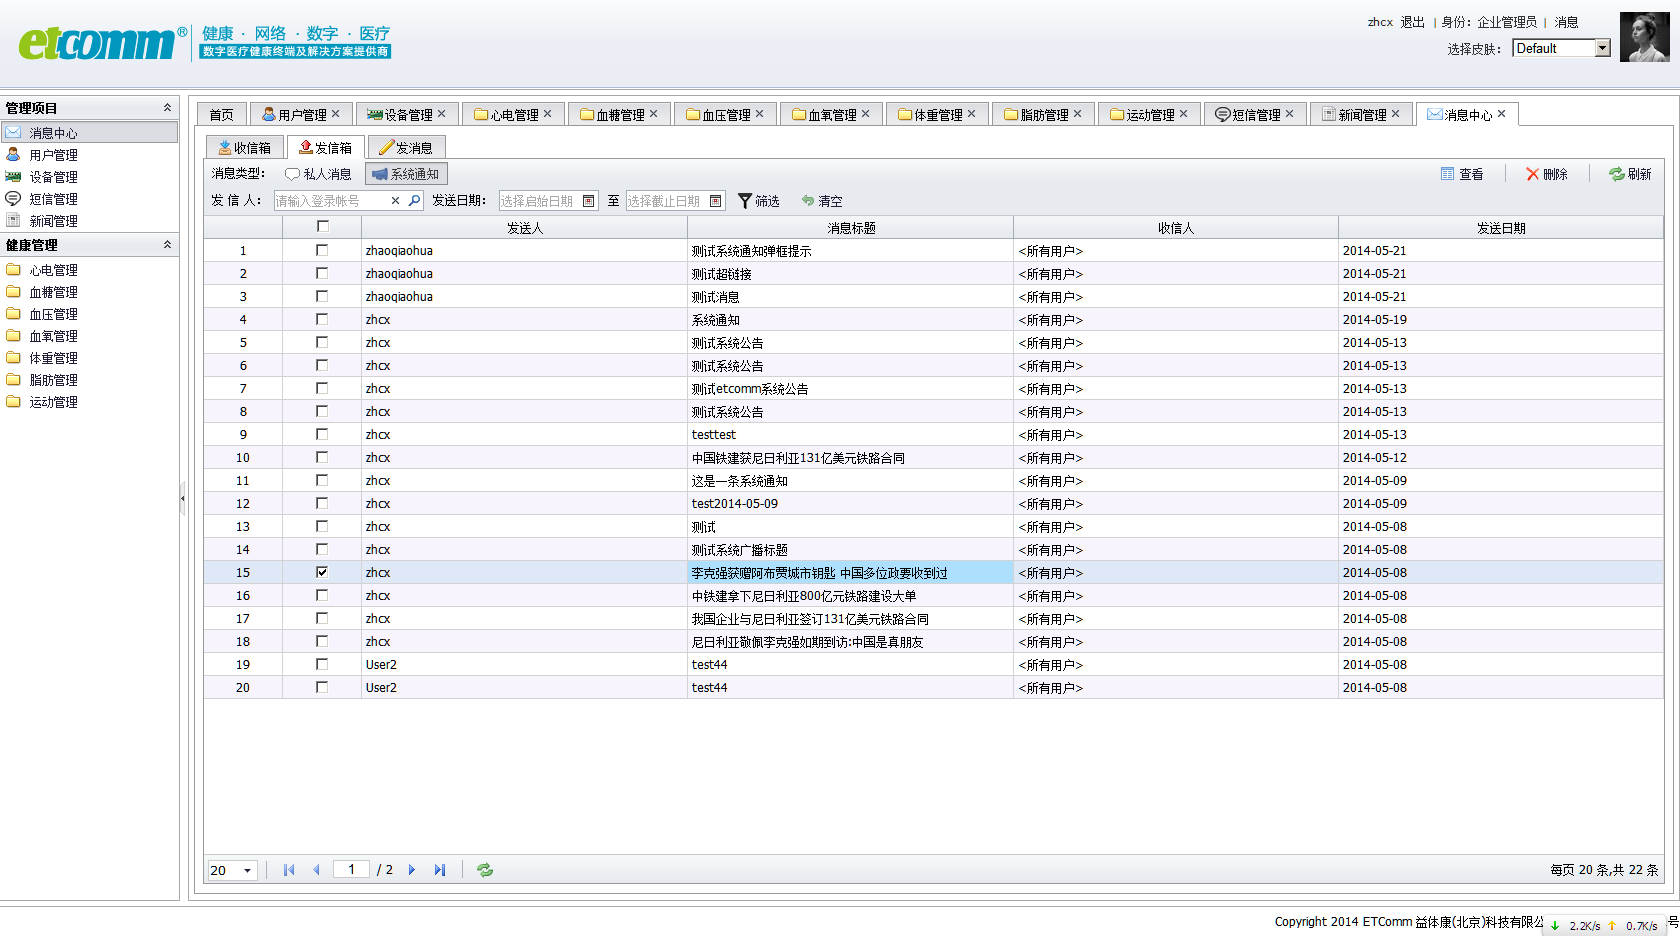 etcomm®
健康 · 网络 · 数字 · 医疗
数字医疗健康终端及解决方案提供商
zhcx 退出 | 身份: 企业管理员 | 消息
选择皮肤: Default
管理项目
消息中心
用户管理
设备管理
短信管理
新闻管理
健康管理
心电管理
血糖管理
血压管理
血氧管理
体重管理
脂肪管理
运动管理
首页 用户管理 设备管理 心电管理 血糖管理 血压管理 血氧管理 体重管理 脂肪管理 运动管理 短信管理 新闻管理 消息中心
收信箱 发信箱 发消息
消息类型: 私人消息 系统通知 查看 删除 刷新
发 信 人: 请输入登录帐号 发送日期: 选择启始日期 至 选择截止日期 筛选 清空
发送人 消息标题 收信人 发送日期
1 zhaoqiaohua 测试系统通知弹框提示 <所有用户> 2014-05-21
2 zhaoqiaohua 测试超链接 <所有用户> 2014-05-21
3 zhaoqiaohua 测试消息 <所有用户> 2014-05-21
4 zhcx 系统通知 <所有用户> 2014-05-19
5 zhcx 测试系统公告 <所有用户> 2014-05-13
6 zhcx 测试系统公告 <所有用户> 2014-05-13
7 zhcx 测试etcomm系统公告 <所有用户> 2014-05-13
8 zhcx 测试系统公告 <所有用户> 2014-05-13
9 zhcx testtest <所有用户> 2014-05-13
10 zhcx 中国铁建获尼日利亚131亿美元铁路合同 <所有用户> 2014-05-12
11 zhcx 这是一条系统通知 <所有用户> 2014-05-09
12 zhcx test2014-05-09 <所有用户> 2014-05-09
13 zhcx 测试 <所有用户> 2014-05-08
14 zhcx 测试系统广播标题 <所有用户> 2014-05-08
15 zhcx 李克强获赠阿布贾城市钥匙 中国多位政要收到过 <所有用户> 2014-05-08
16 zhcx 中铁建拿下尼日利亚800亿元铁路建设大单 <所有用户> 2014-05-08
17 zhcx 我国企业与尼日利亚签订131亿美元铁路合同 <所有用户> 2014-05-08
18 zhcx 尼日利亚敬佩李克强如期到访:中国是真朋友 <所有用户> 2014-05-08
19 User2 test44 <所有用户> 2014-05-08
20 User2 test44 <所有用户> 2014-05-08
20 1 / 2 每页 20 条,共 22 条
Copyright 2014 ETComm 益体康(北京)科技有限公 号
↓ 2.2K/s ↑ 0.7K/s